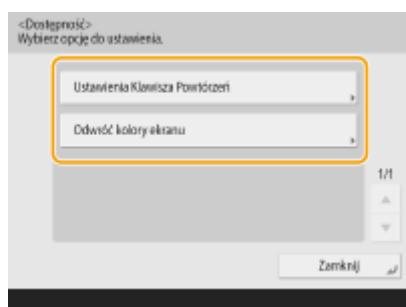 <Dostępność>
Wybierz opcję do ustawienia.
Ustawienia Klawisza Powtórzeń
Odwróć kolory ekranu
1/1
Zamknij